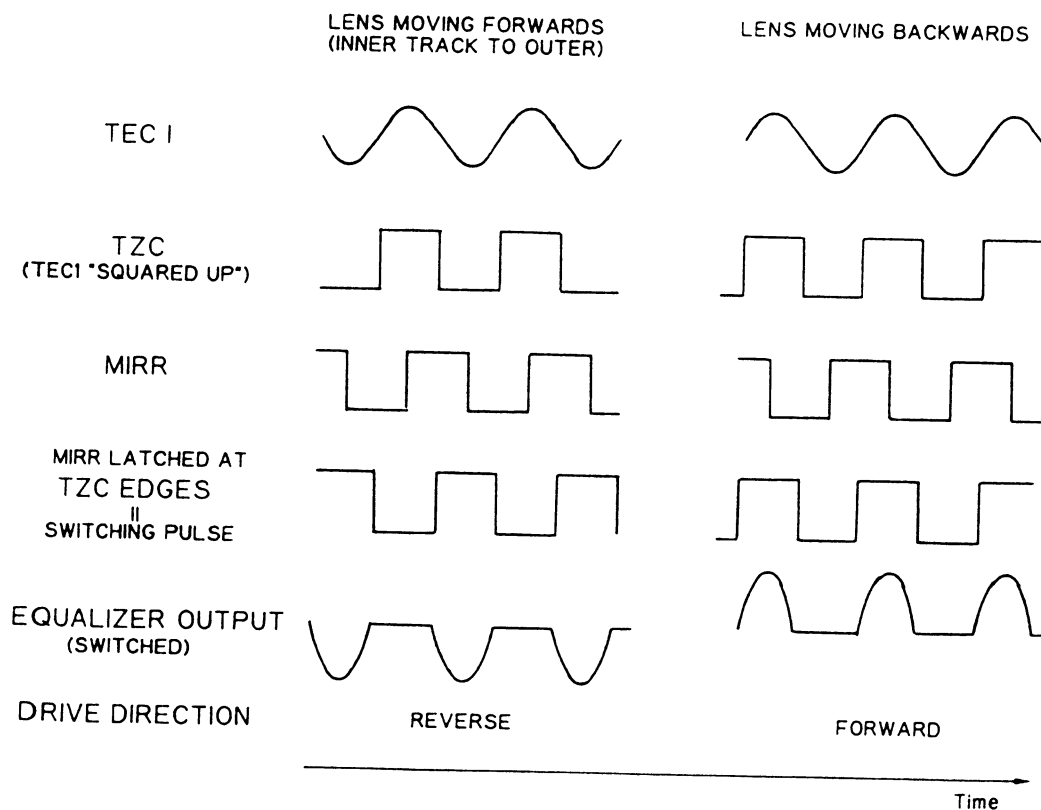 LENS MOVING FORWARDS
(INNER TRACK TO OUTER)
LENS MOVING BACKWARDS
TEC I
TZC
(TEC1 "SQUARED UP")
MIRR
MIRR LATCHED AT
TZC EDGES
II
SWITCHING PULSE
EQUALIZER OUTPUT
(SWITCHED)
DRIVE DIRECTION
REVERSE
FORWARD
Time